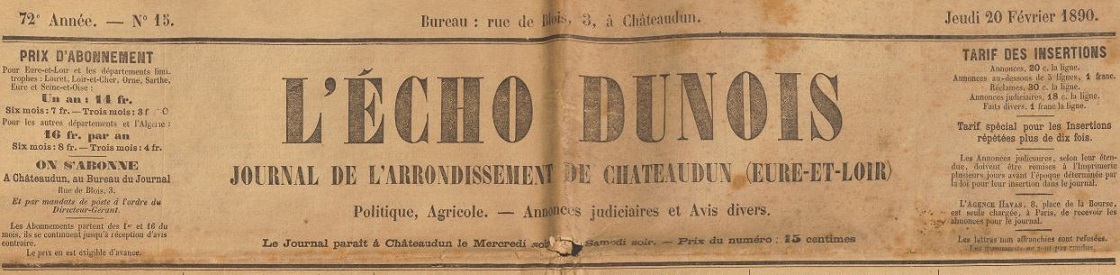 72e Année. — N° 15.
Bureau : rue de Blois, 3, à Châteaudun.
Jeudi 20 Février 1890.
PRIX D'ABONNEMENT
Pour Eure-et-Loir et les départements limi-
trophes : Loiret, Loir-et-Cher, Orne, Sarthe,
Eure et Seine-et-Oise :
Un an : 14 fr.
Six mois : 7 fr. — Trois mois : 3 f 0
Pour les autres départements et l'Algérie :
16 fr. par an
Six mois : 8 fr. — Trois mois : 4 fr.
ON S'ABONNE
A Châteaudun, au Bureau du Journal
Rue de Blois, 3.
Et par mandats de poste à l'ordre du
Directeur-Gérant.
Les Abonnements partent des 1er et 16 du
mois, ils se continuent jusqu'à réception d'avis
contraire.
Le prix en est exigible d'avance.
L'ÉCHO DUNOIS
JOURNAL DE L'ARRONDISSEMENT DE CHATEAUDUN (EURE-ET-LOIR)
Politique, Agricole. — Annonces judiciaires et Avis divers.
Le Journal paraît à Châteaudun le Mercredi soir Samedi soir. — Prix du numéro : 15 centimes
TARIF DES INSERTIONS
Annonces, 20 c. la ligne.
Annonces au-dessous de 5 lignes, 1 franc.
Réclames, 30 c. la ligne.
Annonces judiciaires, 18 c. la ligne.
Faits divers, 1 franc la ligne.
Tarif spécial pour les Insertions
répétées plus de dix fois.
Les Annonces judiciaires, selon leur éten-
due, doivent être remises à l'Imprimerie
plusieurs jours avant l'époque déterminée par
la loi pour leur insertion dans le journal.
L'AGENCE HAVAS, 8, place de la Bourse,
est seule chargée, à Paris, de recevoir les
annonces pour le journal.
Les lettres non affranchies sont refusées.
Les manuscrits ne sont pas rendus.